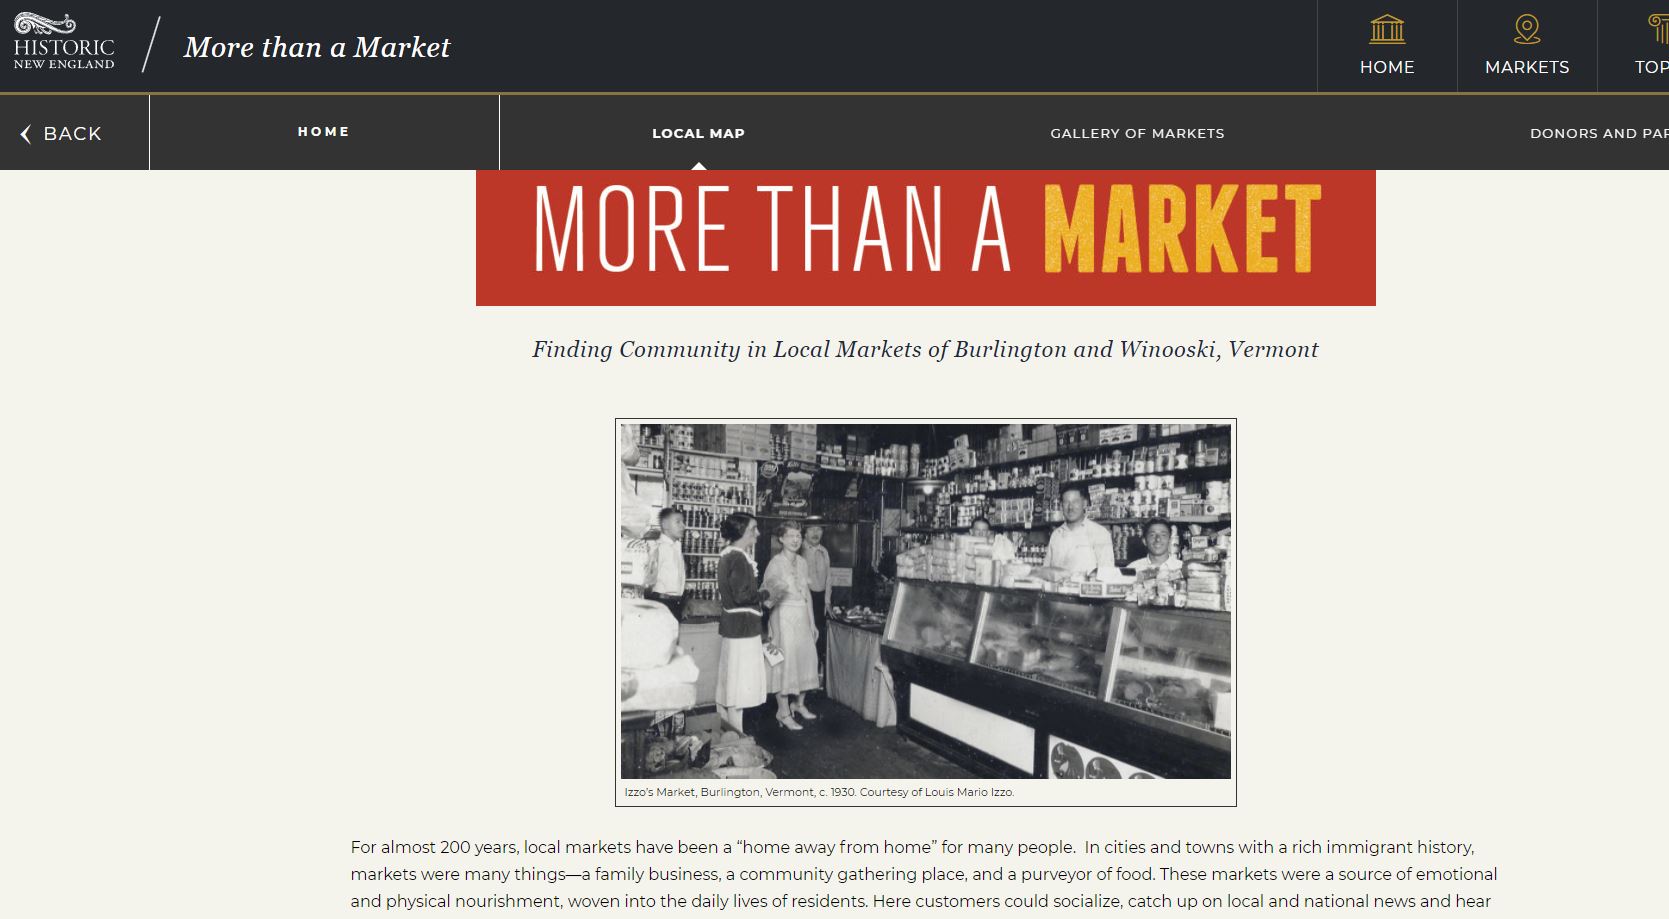 HISTORIC
NEW ENGLAND
More than a Market
HOME
MARKETS
TOP
BACK
HOME
LOCAL MAP
GALLERY OF MARKETS
DONORS AND PAR
MORE THAN A MARKET
Finding Community in Local Markets of Burlington and Winooski, Vermont
Izzo's Market, Burlington, Vermont, c. 1930. Courtesy of Louis Mario Izzo.
For almost 200 years, local markets have been a “home away from home” for many people.  In cities and towns with a rich immigrant history,
markets were many things—a family business, a community gathering place, and a purveyor of food. These markets were a source of emotional
and physical nourishment, woven into the daily lives of residents. Here customers could socialize, catch up on local and national news and hear